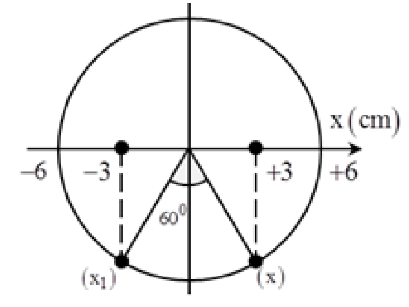 x(cm)
−6 −3 +3 +6
60⁰
(x₁) (x)